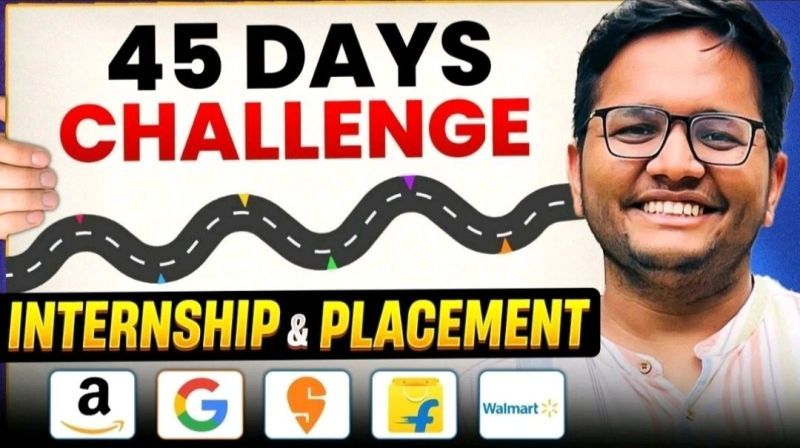 45 DAYS
CHALLENGE
INTERNSHIP & PLACEMENT
a
G
f
Walmart